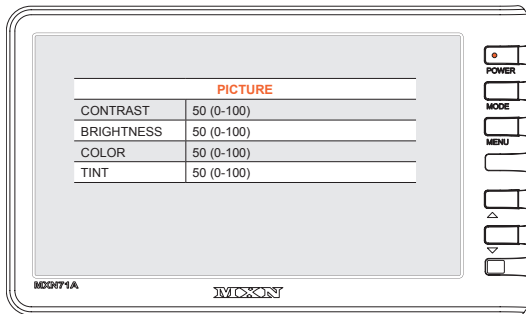 PICTURE
CONTRAST 50 (0-100)
BRIGHTNESS 50 (0-100)
COLOR 50 (0-100)
TINT 50 (0-100)
POWER
MODE
MENU
MXN71A
MXN